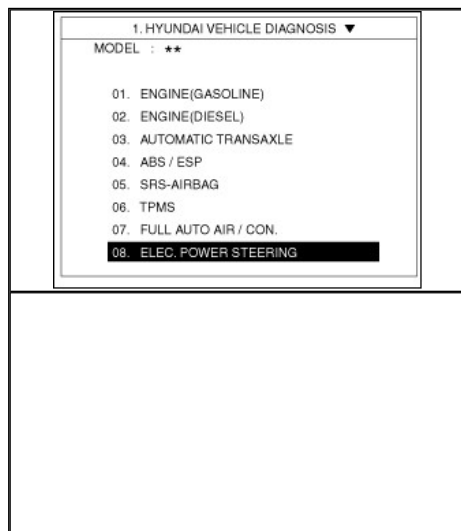 1. HYUNDAI VEHICLE DIAGNOSIS ▼
MODEL : **
01. ENGINE(GASOLINE)
02. ENGINE(DIESEL)
03. AUTOMATIC TRANSAXLE
04. ABS / ESP
05. SRS-AIRBAG
06. TPMS
07. FULL AUTO AIR / CON.
08. ELEC. POWER STEERING